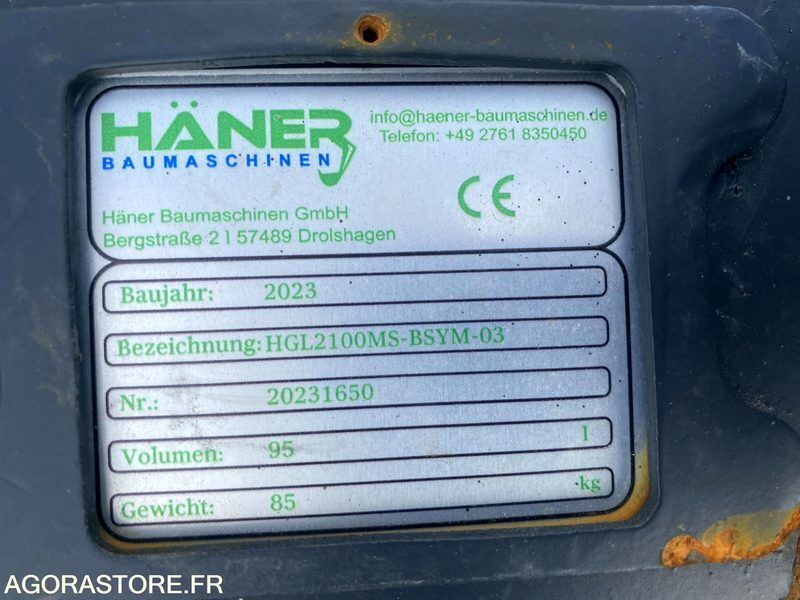 HÄNER
BAUMASCHINEN
info@haener-baumaschinen.de
Telefon: +49 2761 8350450
CE
Häner Baumaschinen GmbH
Bergstraße 2 I 57489 Drolshagen
Baujahr: 2023
Bezeichnung: HGL2100MS-BSYM-03
Nr.: 20231650
Volumen: 95 l
Gewicht: 85 kg
AGORASTORE.FR